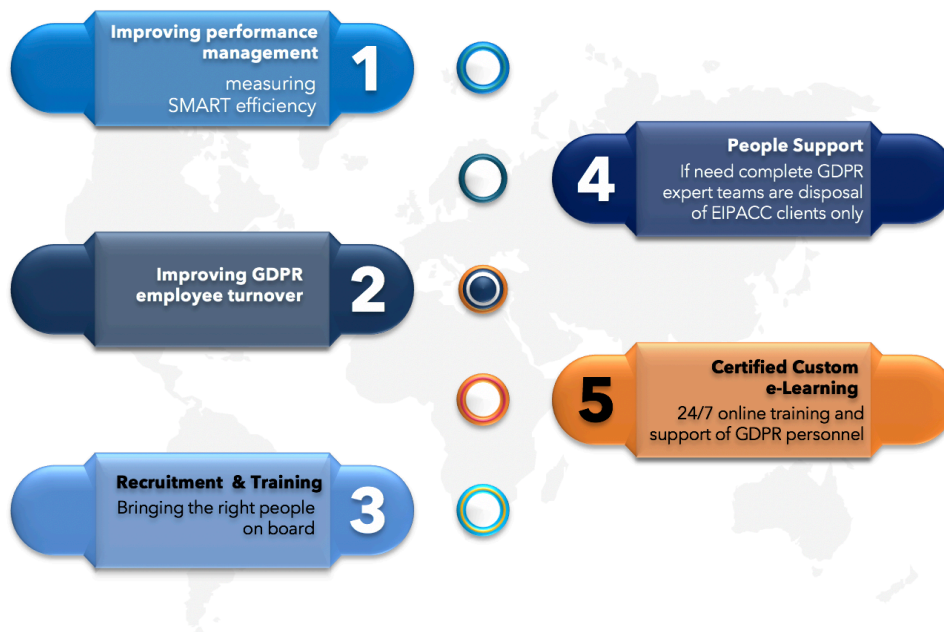 Improving performance
management
measuring
SMART efficiency
1
Improving GDPR
employee turnover
2
Recruitment & Training
Bringing the right people
on board
3
4
People Support
If need complete GDPR
expert teams are disposal
of EIPACC clients only
5
Certified Custom
e-Learning
24/7 online training and
support of GDPR personnel